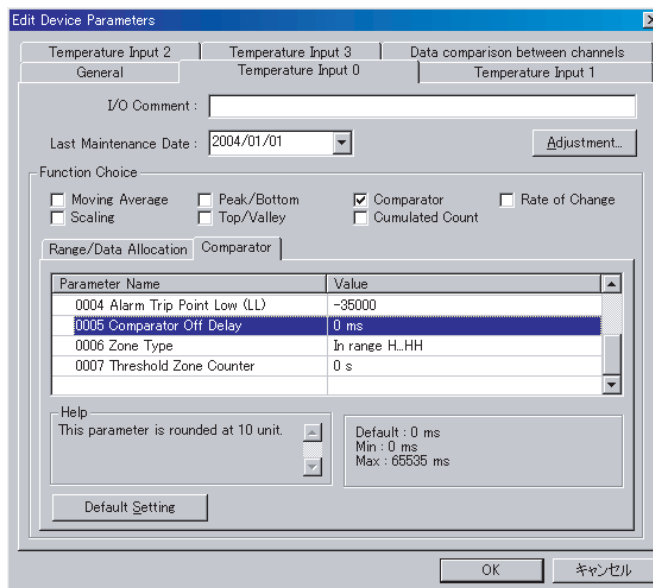 Edit Device Parameters
Temperature Input 2 Temperature Input 3 Data comparison between channels
General Temperature Input 0 Temperature Input 1
I/O Comment :
Last Maintenance Date : 2004/01/01 Adjustment...
Function Choice
Moving Average Peak/Bottom Comparator Rate of Change
Scaling Top/Valley Cumulated Count
Range/Data Allocation Comparator
Parameter Name Value
0004 Alarm Trip Point Low (LL) -35000
0005 Comparator Off Delay 0 ms
0006 Zone Type In range H...HH
0007 Threshold Zone Counter 0 s
Help
This parameter is rounded at 10 unit.
Default : 0 ms
Min : 0 ms
Max : 65535 ms
Default Setting
OK キャンセル